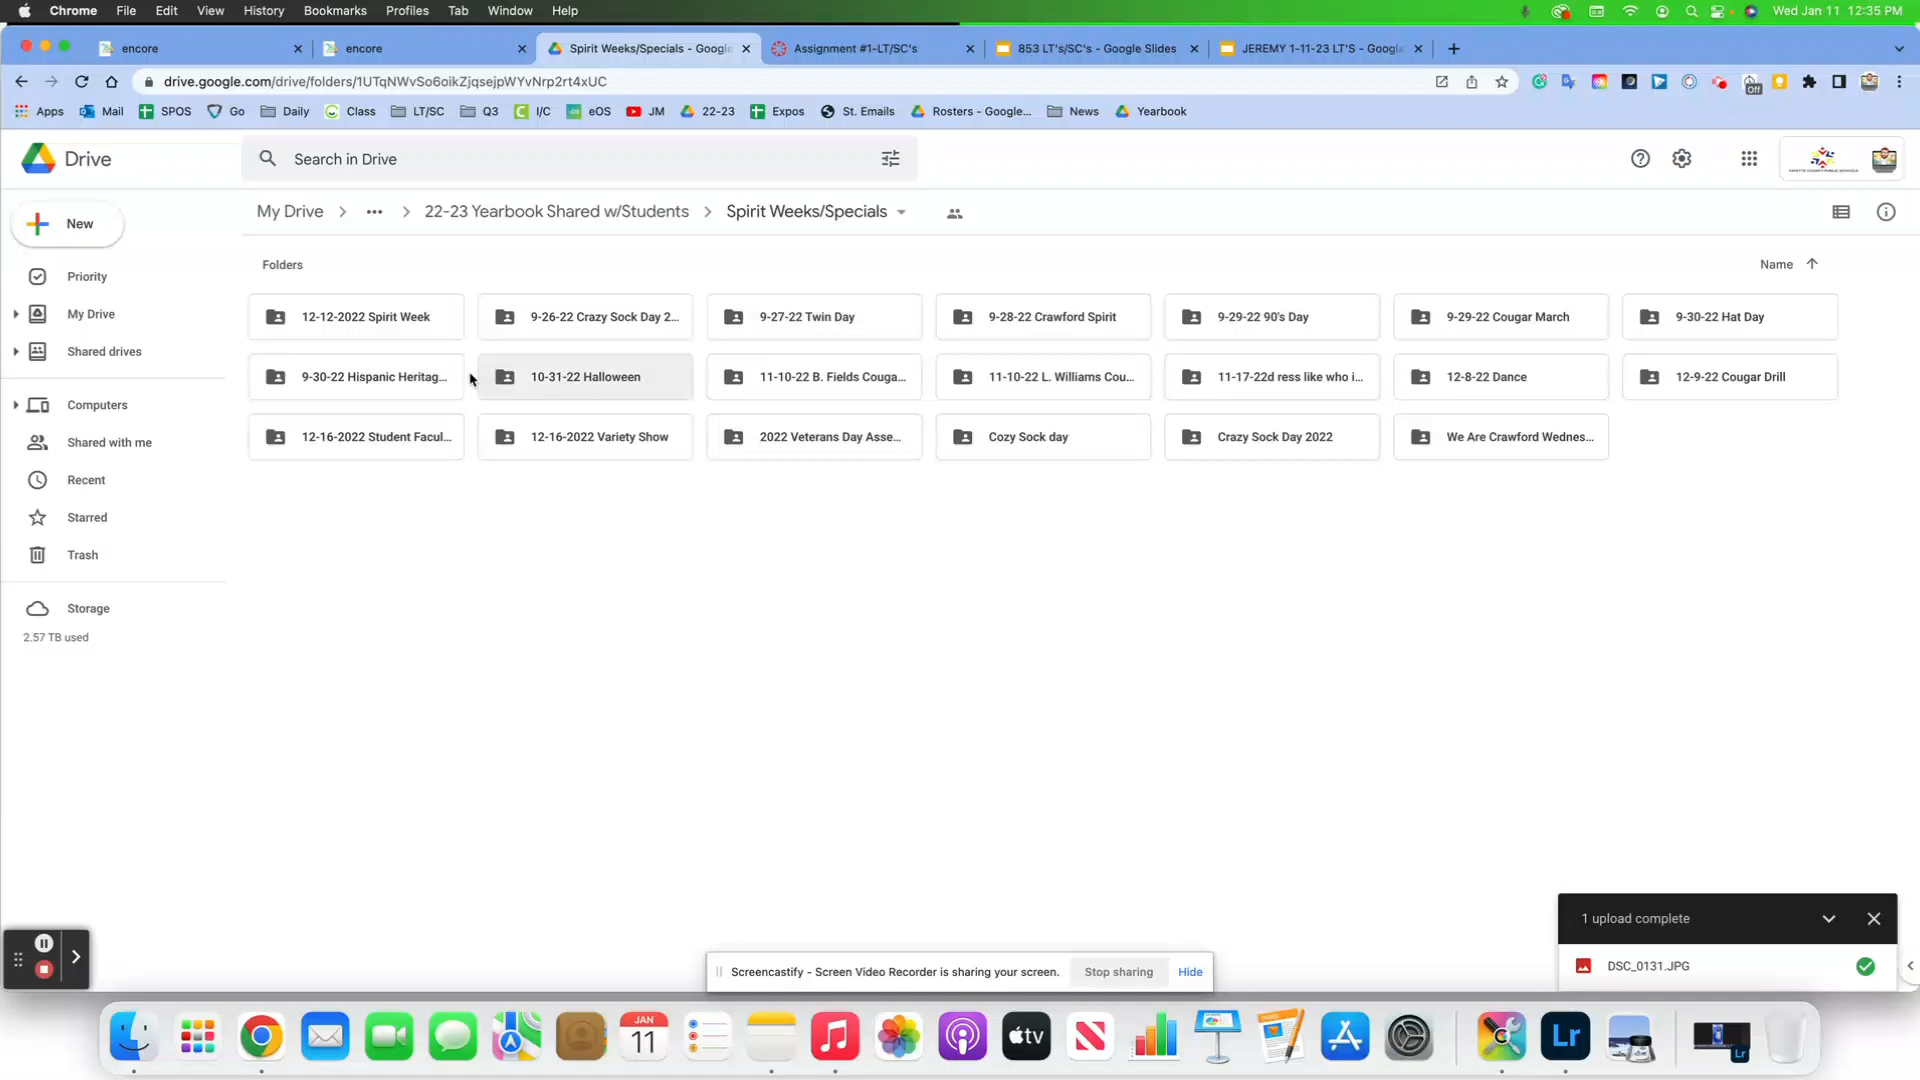 Chrome File Edit View History Bookmarks Profiles Tab Window Help Wed Jan 11 12:35 PM
encore encore Spirit Weeks/Specials - Google Assignment #1-LT/SC's 853 LT's/SC's - Google Slides JEREMY 1-11-23 LT'S - Google
drive.google.com/drive/folders/1UTqNWvSo6oikZjqsejpWYvNrp2rt4xUC Off
Apps Mail SPOS Go Daily Class LT/SC Q3 I/C eOS JM 22-23 Expos St. Emails Rosters - Google... News Yearbook
Drive Search in Drive FAYETTE COUNTY PUBLIC SCHOOLS
My Drive ••• 22-23 Yearbook Shared w/Students Spirit Weeks/Specials
New
Folders Name
Priority
My Drive
Shared drives
Computers
Shared with me
Recent
Starred
Trash
Storage
2.57 TB used
12-12-2022 Spirit Week 9-26-22 Crazy Sock Day 2... 9-27-22 Twin Day 9-28-22 Crawford Spirit 9-29-22 90's Day 9-29-22 Cougar March 9-30-22 Hat Day
9-30-22 Hispanic Heritag... 10-31-22 Halloween 11-10-22 B. Fields Couga... 11-10-22 L. Williams Cou... 11-17-22d ress like who i... 12-8-22 Dance 12-9-22 Cougar Drill
12-16-2022 Student Facul... 12-16-2022 Variety Show 2022 Veterans Day Asse... Cozy Sock day Crazy Sock Day 2022 We Are Crawford Wednes...
1 upload complete
DSC_0131.JPG
Screencastify - Screen Video Recorder is sharing your screen. Stop sharing Hide
JAN
11
tv
Lr
Lr